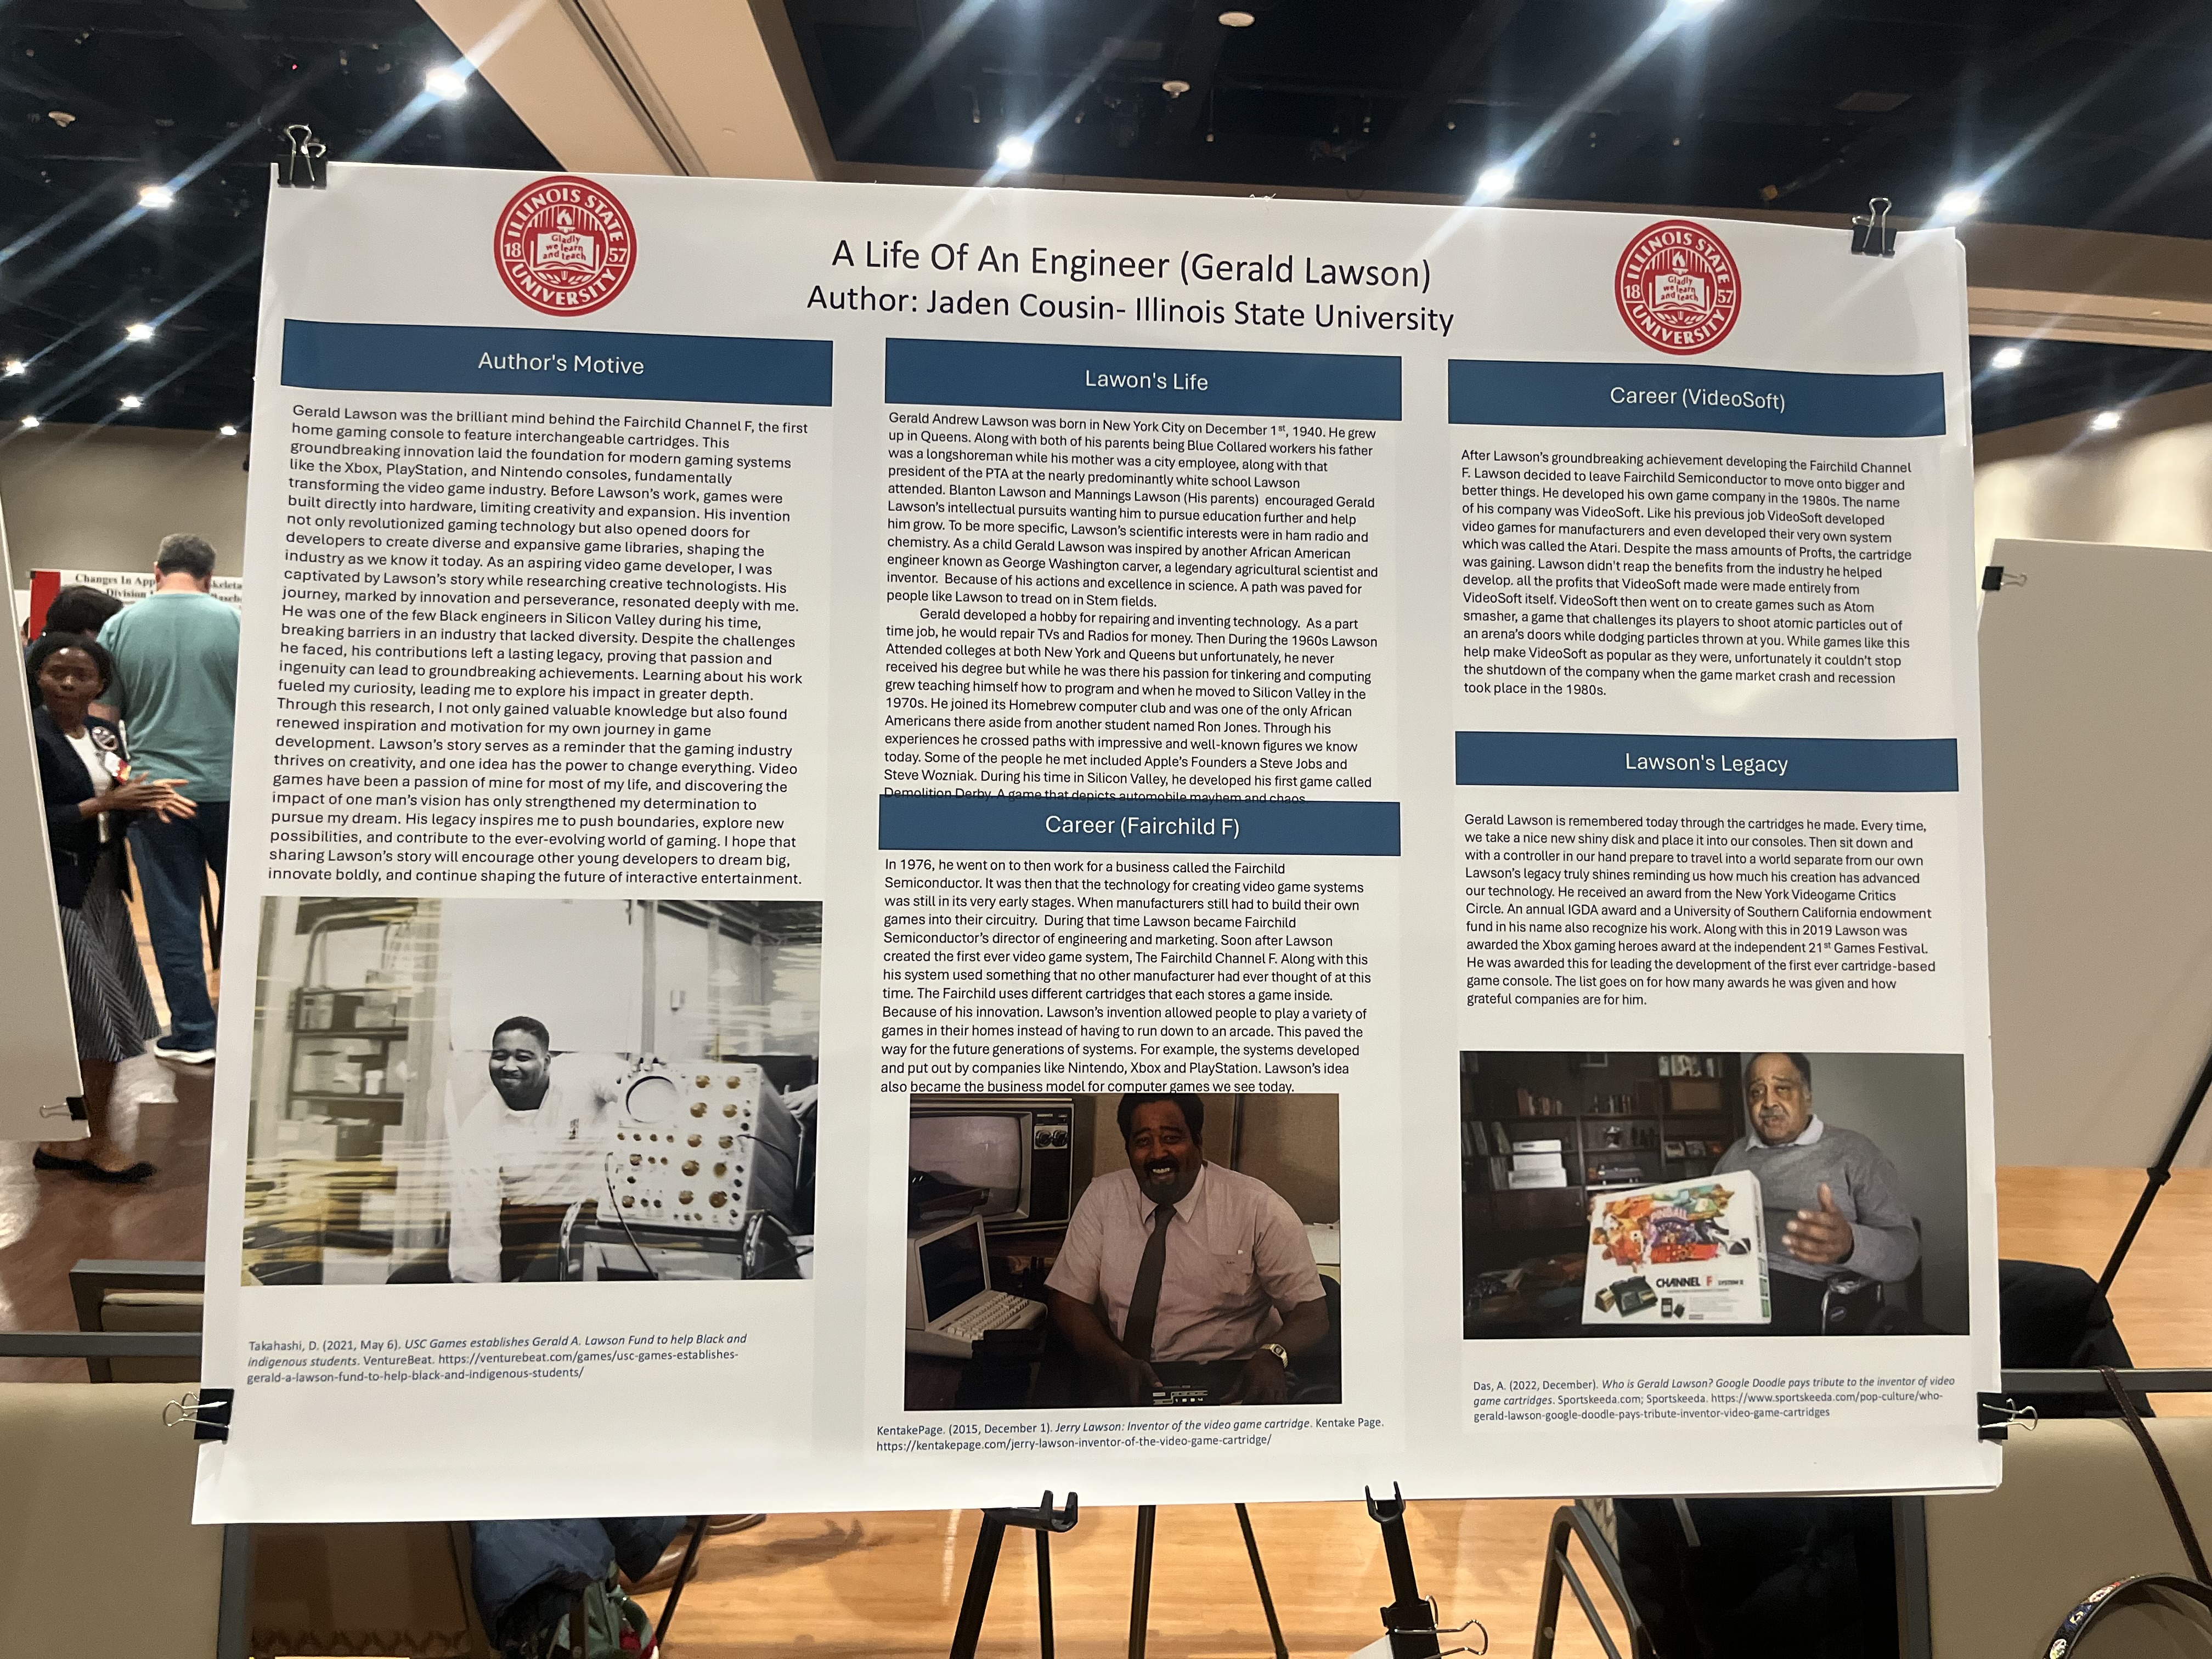 ILLINOIS STATE UNIVERSITY
18 57
Gladly
we learn
and teach
A Life Of An Engineer (Gerald Lawson)
Author: Jaden Cousin- Illinois State University
ILLINOIS STATE UNIVERSITY
18 57
Gladly
we learn
and teach
Author's Motive
Gerald Lawson was the brilliant mind behind the Fairchild Channel F, the first
home gaming console to feature interchangeable cartridges. This
groundbreaking innovation laid the foundation for modern gaming systems
like the Xbox, PlayStation, and Nintendo consoles, fundamentally
transforming the video game industry. Before Lawson's work, games were
built directly into hardware, limiting creativity and expansion. His invention
not only revolutionized gaming technology but also opened doors for
developers to create diverse and expansive game libraries, shaping the
industry as we know it today. As an aspiring video game developer, I was
captivated by Lawson's story while researching creative technologists. His
journey, marked by innovation and perseverance, resonated deeply with me.
He was one of the few Black engineers in Silicon Valley during his time,
breaking barriers in an industry that lacked diversity. Despite the challenges
he faced, his contributions left a lasting legacy, proving that passion and
ingenuity can lead to groundbreaking achievements. Learning about his work
fueled my curiosity, leading me to explore his impact in greater depth.
Through this research, I not only gained valuable knowledge but also found
renewed inspiration and motivation for my own journey in game
development. Lawson's story serves as a reminder that the gaming industry
thrives on creativity, and one idea has the power to change everything. Video
games have been a passion of mine for most of my life, and discovering the
impact of one man's vision has only strengthened my determination to
pursue my dream. His legacy inspires me to push boundaries, explore new
possibilities, and contribute to the ever-evolving world of gaming. I hope that
sharing Lawson's story will encourage other young developers to dream big,
innovate boldly, and continue shaping the future of interactive entertainment.
Takahashi, D. (2021, May 6). USC Games establishes Gerald A. Lawson Fund to help Black and
indigenous students. VentureBeat. https://venturebeat.com/games/usc-games-establishes-
gerald-a-lawson-fund-to-help-black-and-indigenous-students/
Lawon's Life
Gerald Andrew Lawson was born in New York City on December 1st, 1940. He grew
up in Queens. Along with both of his parents being Blue Collared workers his father
was a longshoreman while his mother was a city employee, along with that
president of the PTA at the nearly predominantly white school Lawson
attended. Blanton Lawson and Mannings Lawson (His parents) encouraged Gerald
Lawson's intellectual pursuits wanting him to pursue education further and help
him grow. To be more specific, Lawson's scientific interests were in ham radio and
chemistry. As a child Gerald Lawson was inspired by another African American
engineer known as George Washington carver, a legendary agricultural scientist and
inventor. Because of his actions and excellence in science. A path was paved for
people like Lawson to tread on in Stem fields.
Gerald developed a hobby for repairing and inventing technology. As a part
time job, he would repair TVs and Radios for money. Then During the 1960s Lawson
Attended colleges at both New York and Queens but unfortunately, he never
received his degree but while he was there his passion for tinkering and computing
grew teaching himself how to program and when he moved to Silicon Valley in the
1970s. He joined its Homebrew computer club and was one of the only African
Americans there aside from another student named Ron Jones. Through his
experiences he crossed paths with impressive and well-known figures we know
today. Some of the people he met included Apple's Founders a Steve Jobs and
Steve Wozniak. During his time in Silicon Valley, he developed his first game called
Demolition Derby. A game that depicts automobile mayhem and chaos.
Career (Fairchild F)
In 1976, he went on to then work for a business called the Fairchild
Semiconductor. It was then that the technology for creating video game systems
was still in its very early stages. When manufacturers still had to build their own
games into their circuitry. During that time Lawson became Fairchild
Semiconductor's director of engineering and marketing. Soon after Lawson
created the first ever video game system, The Fairchild Channel F. Along with this
his system used something that no other manufacturer had ever thought of at this
time. The Fairchild uses different cartridges that each stores a game inside.
Because of his innovation. Lawson's invention allowed people to play a variety of
games in their homes instead of having to run down to an arcade. This paved the
way for the future generations of systems. For example, the systems developed
and put out by companies like Nintendo, Xbox and PlayStation. Lawson's idea
also became the business model for computer games we see today.
KentakePage. (2015, December 1). Jerry Lawson: Inventor of the video game cartridge. Kentake Page.
https://kentakepage.com/jerry-lawson-inventor-of-the-video-game-cartridge/
Career (VideoSoft)
After Lawson's groundbreaking achievement developing the Fairchild Channel
F. Lawson decided to leave Fairchild Semiconductor to move onto bigger and
better things. He developed his own game company in the 1980s. The name
of his company was VideoSoft. Like his previous job VideoSoft developed
video games for manufacturers and even developed their very own system
which was called the Atari. Despite the mass amounts of Profts, the cartridge
was gaining. Lawson didn't reap the benefits from the industry he helped
develop. all the profits that VideoSoft made were made entirely from
VideoSoft itself. VideoSoft then went on to create games such as Atom
smasher, a game that challenges its players to shoot atomic particles out of
an arena's doors while dodging particles thrown at you. While games like this
help make VideoSoft as popular as they were, unfortunately it couldn't stop
the shutdown of the company when the game market crash and recession
took place in the 1980s.
Lawson's Legacy
Gerald Lawson is remembered today through the cartridges he made. Every time,
we take a nice new shiny disk and place it into our consoles. Then sit down and
with a controller in our hand prepare to travel into a world separate from our own
Lawson's legacy truly shines reminding us how much his creation has advanced
our technology. He received an award from the New York Videogame Critics
Circle. An annual IGDA award and a University of Southern California endowment
fund in his name also recognize his work. Along with this in 2019 Lawson was
awarded the Xbox gaming heroes award at the independent 21st Games Festival.
He was awarded this for leading the development of the first ever cartridge-based
game console. The list goes on for how many awards he was given and how
grateful companies are for him.
CHANNEL F SYSTEM II
Das, A. (2022, December). Who is Gerald Lawson? Google Doodle pays tribute to the inventor of video
game cartridges. Sportskeeda.com; Sportskeeda. https://www.sportskeeda.com/pop-culture/who-
gerald-lawson-google-doodle-pays-tribute-inventor-video-game-cartridges
Changes In
Division